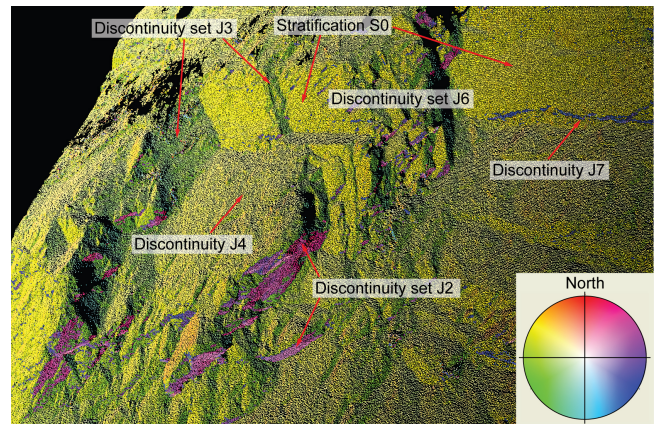 Discontinuity set J3
Stratification S0
Discontinuity set J6
Discontinuity J7
Discontinuity J4
Discontinuity set J2
North